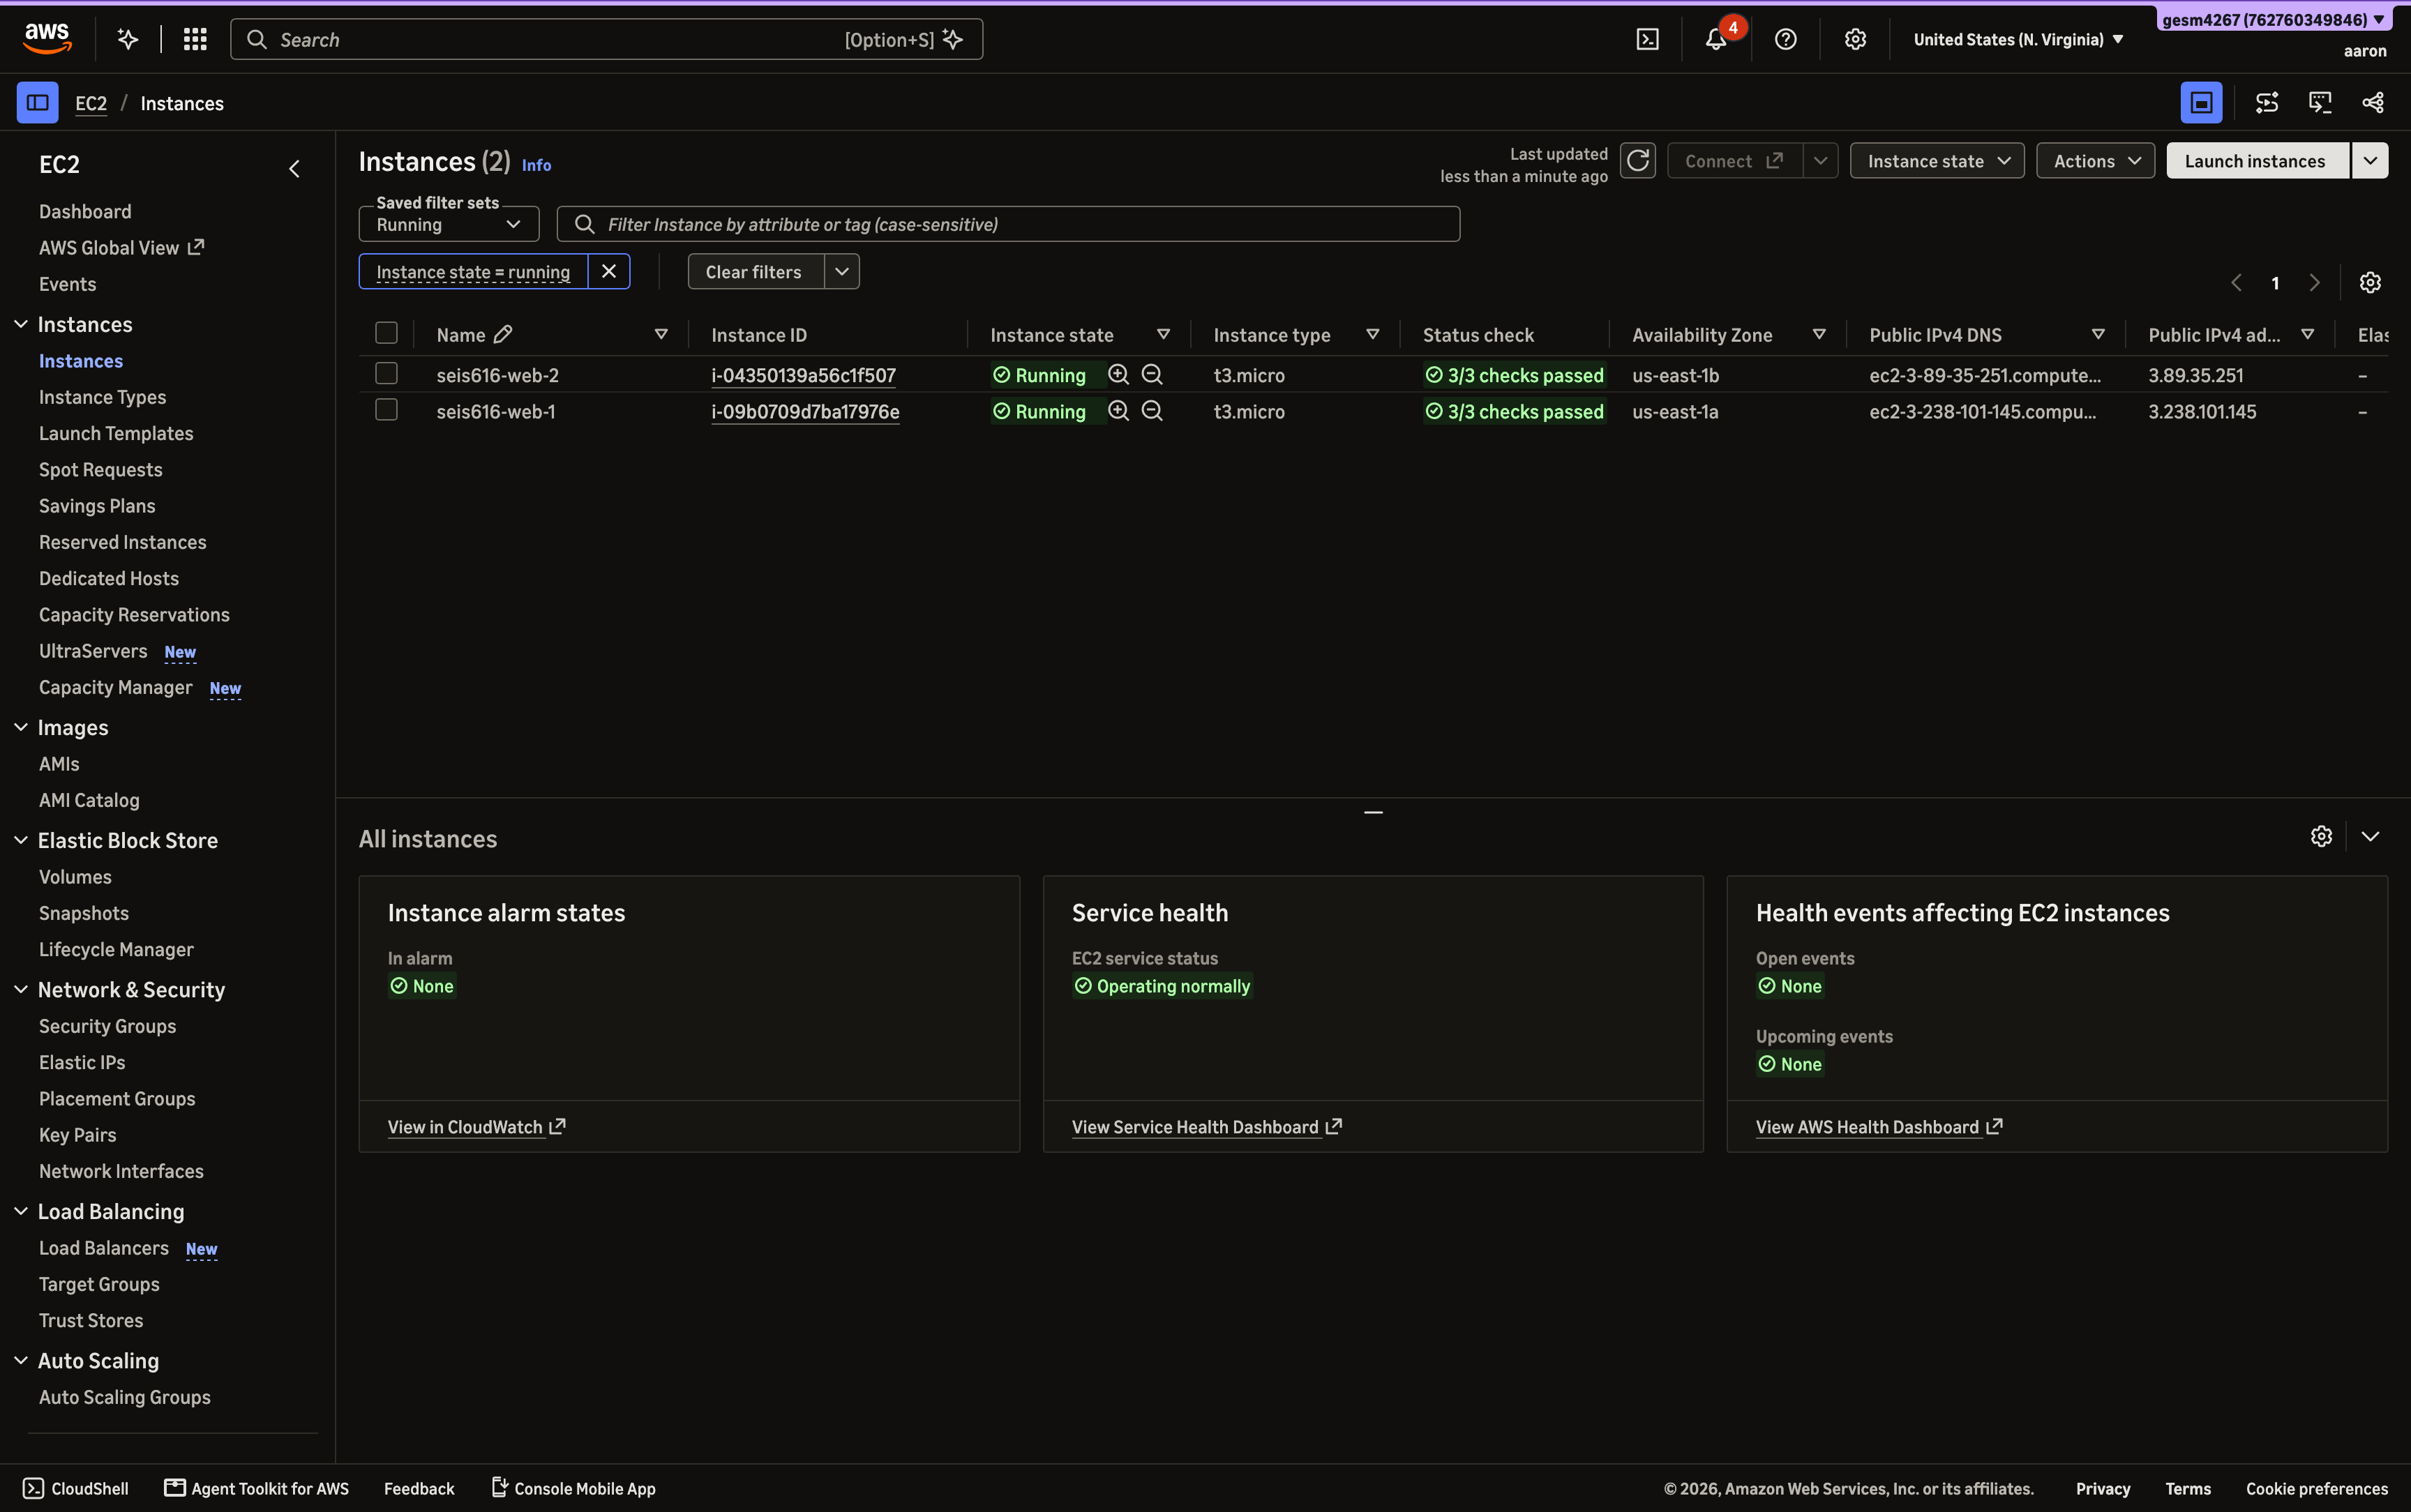 aws
Search [Option+S]
4
United States (N. Virginia)
gesm4267 (762760349846)
aaron
EC2 / Instances
EC2
Dashboard
AWS Global View
Events
Instances
Instances
Instance Types
Launch Templates
Spot Requests
Savings Plans
Reserved Instances
Dedicated Hosts
Capacity Reservations
UltraServers New
Capacity Manager New
Images
AMIs
AMI Catalog
Elastic Block Store
Volumes
Snapshots
Lifecycle Manager
Network & Security
Security Groups
Elastic IPs
Placement Groups
Key Pairs
Network Interfaces
Load Balancing
Load Balancers New
Target Groups
Trust Stores
Auto Scaling
Auto Scaling Groups
Instances (2) Info
Last updated
less than a minute ago
Connect
Instance state
Actions
Launch instances
Saved filter sets
Running
Filter Instance by attribute or tag (case-sensitive)
Instance state = running
Clear filters
1
Name Instance ID Instance state Instance type Status check Availability Zone Public IPv4 DNS Public IPv4 ad... Elas
seis616-web-2 i-04350139a56c1f507 Running t3.micro 3/3 checks passed us-east-1b ec2-3-89-35-251.compute... 3.89.35.251 –
seis616-web-1 i-09b0709d7ba17976e Running t3.micro 3/3 checks passed us-east-1a ec2-3-238-101-145.compu... 3.238.101.145 –
All instances
Instance alarm states
In alarm
None
View in CloudWatch
Service health
EC2 service status
Operating normally
View Service Health Dashboard
Health events affecting EC2 instances
Open events
None
Upcoming events
None
View AWS Health Dashboard
CloudShell Agent Toolkit for AWS Feedback Console Mobile App © 2026, Amazon Web Services, Inc. or its affiliates. Privacy Terms Cookie preferences